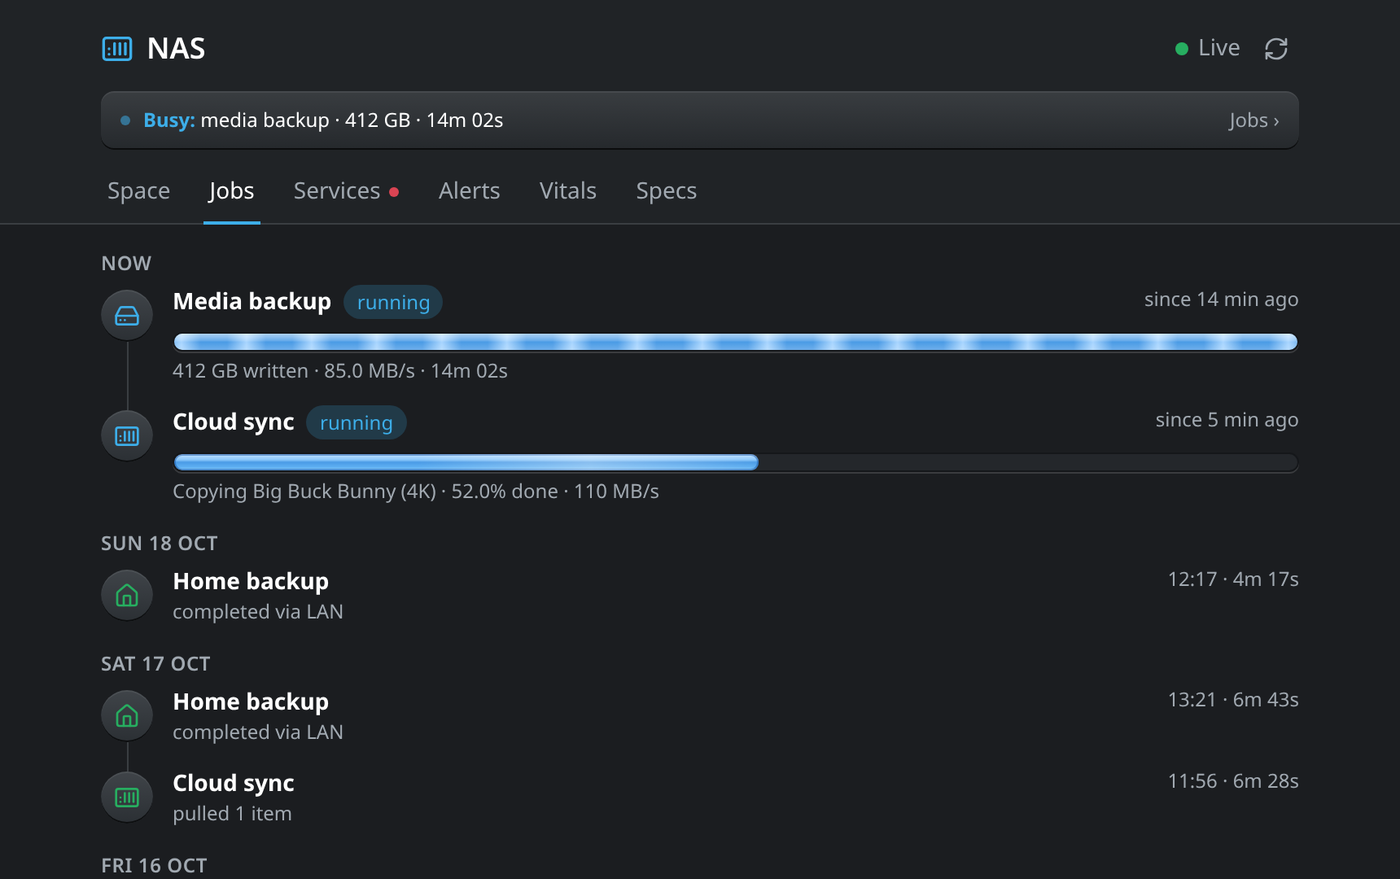 NAS
Live
Busy: media backup · 412 GB · 14m 02s
Jobs ›
Space Jobs Services Alerts Vitals Specs
NOW
Media backup running since 14 min ago
412 GB written · 85.0 MB/s · 14m 02s
Cloud sync running since 5 min ago
Copying Big Buck Bunny (4K) · 52.0% done · 110 MB/s
SUN 18 OCT
Home backup 12:17 · 4m 17s
completed via LAN
SAT 17 OCT
Home backup 13:21 · 6m 43s
completed via LAN
Cloud sync 11:56 · 6m 28s
pulled 1 item
FRI 16 OCT